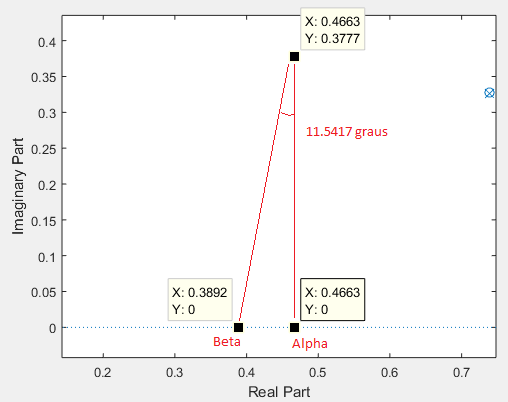 X: 0.4663
Y: 0.3777
0.4
0.35
0.3
0.25
0.2
0.15
0.1
0.05
0
Imaginary Part
11.5417 graus
X: 0.3892
Y: 0
X: 0.4663
Y: 0
Beta
Alpha
0.2
0.3
0.4
0.5
0.6
0.7
Real Part